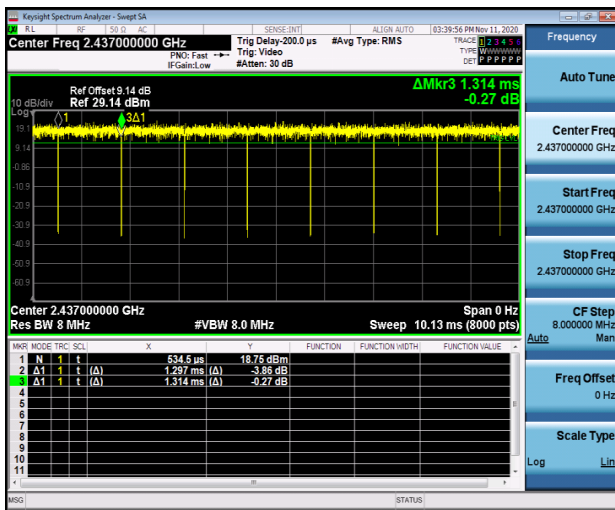 Keysight Spectrum Analyzer - Swept SA
RL RF 50 Ω AC SENSE:INT ALIGN AUTO 03:39:56 PM Nov 11, 2020
Center Freq 2.437000000 GHz
PNO: Fast
IFGain:Low
Trig Delay-200.0 µs
Trig: Video
#Atten: 30 dB
#Avg Type: RMS
TRACE 1 2 3 4 5 6
TYPE WWWWWW
DET P P P P P P
Frequency
Auto Tune
Center Freq
2.437000000 GHz
Start Freq
2.437000000 GHz
Stop Freq
2.437000000 GHz
CF Step
8.000000 MHz
Auto Man
Freq Offset
0 Hz
Scale Type
Log Lin
ΔMkr3 1.314 ms
-0.27 dB
Ref Offset 9.14 dB
10 dB/div Ref 29.14 dBm
Log
1
3Δ1
19.1
9.14
-0.86
-10.9
-20.9
-30.9
-40.9
-50.9
-60.9
Center 2.437000000 GHz Span 0 Hz
Res BW 8 MHz #VBW 8.0 MHz Sweep 10.13 ms (8000 pts)
MKR MODE TRC SCL X Y FUNCTION FUNCTION WIDTH FUNCTION VALUE
1 N 1 t 534.5 µs 18.75 dBm
2 Δ1 1 t (Δ) 1.297 ms (Δ) -3.86 dB
3 Δ1 1 t (Δ) 1.314 ms (Δ) -0.27 dB
4
5
6
7
8
9
10
11
MSG STATUS